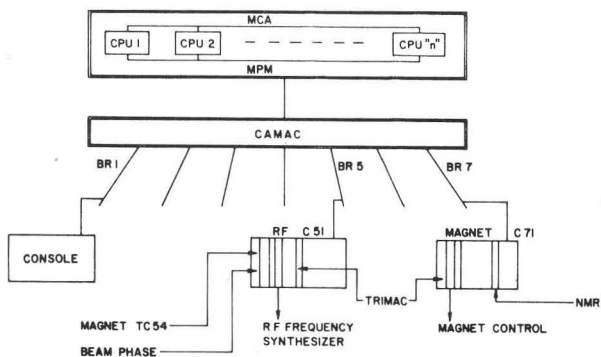 MCA
CPU 1 CPU 2 CPU "n"
MPM
CAMAC
BR 1 BR 5 BR 7
RF C 51 MAGNET C 71
CONSOLE
TRIMAC
NMR
MAGNET TC54
RF FREQUENCY
SYNTHESIZER
MAGNET CONTROL
BEAM PHASE